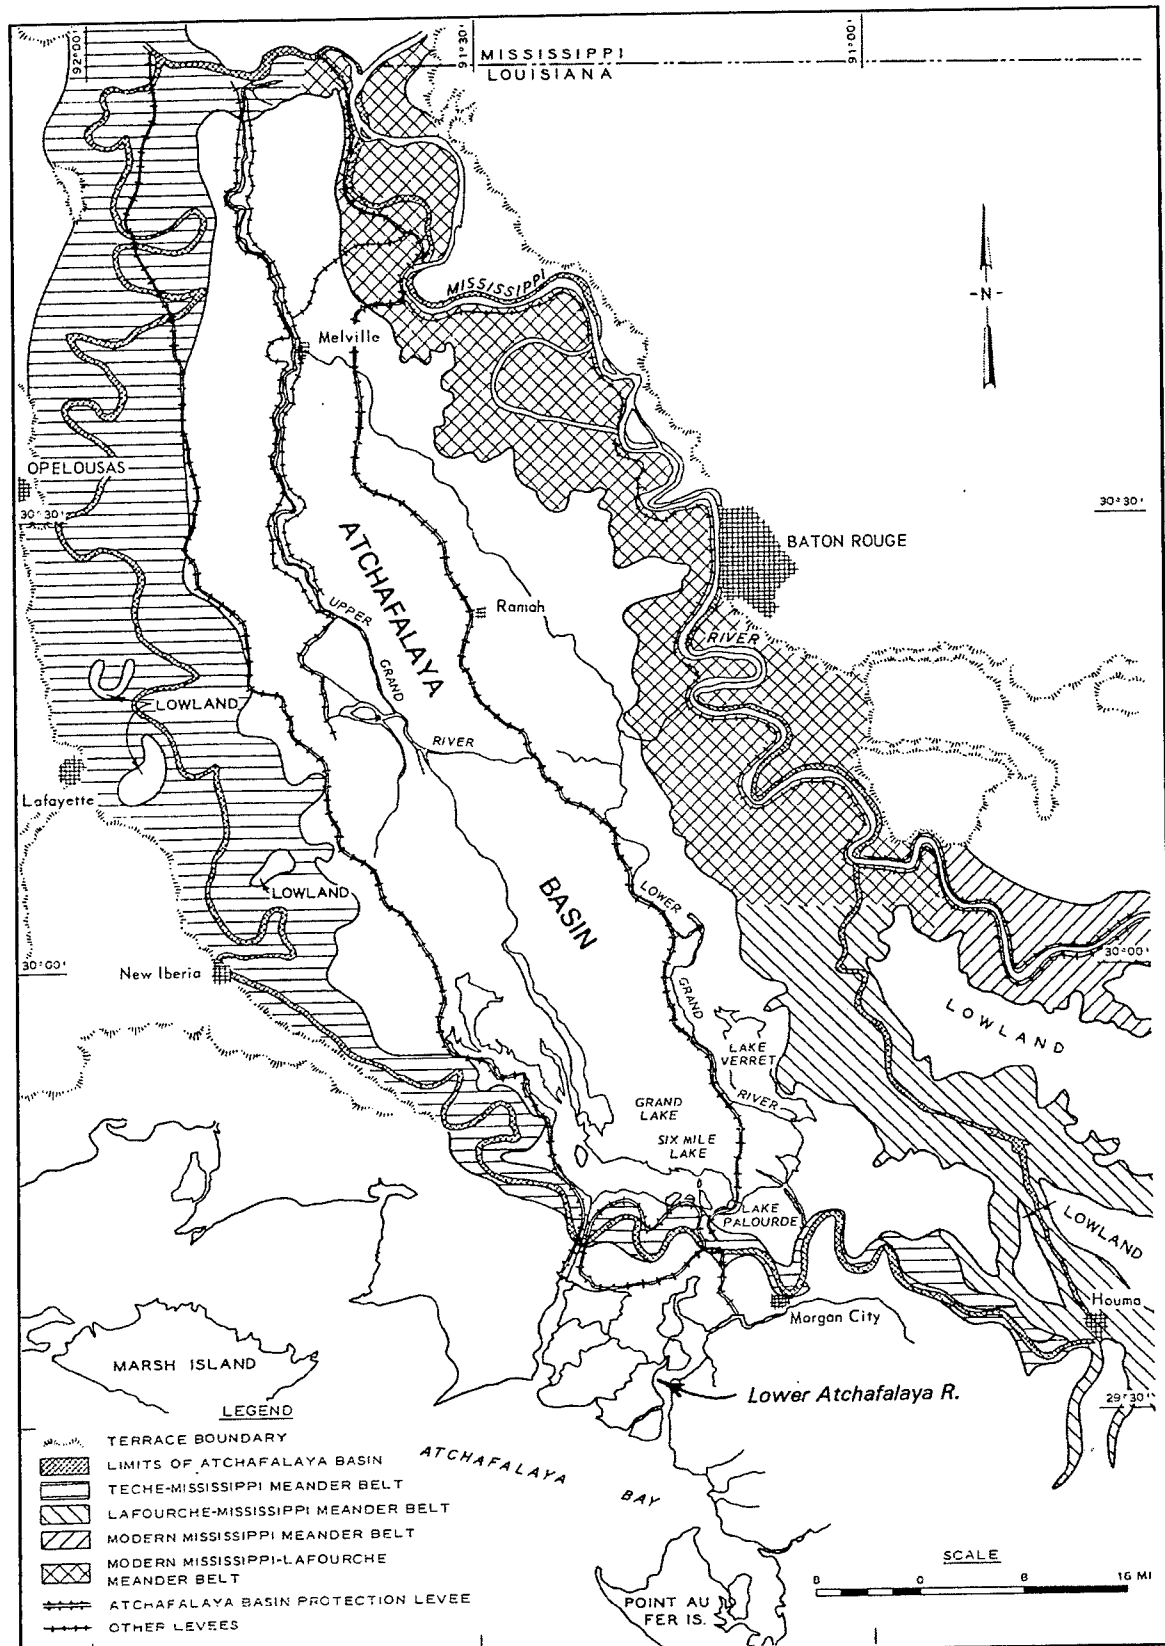 92°00'
91°30'
91°00'
MISSISSIPPI
LOUISIANA
-N-
MISSISSIPPI
Melville
OPELOUSAS
30°30'
30°30'
BATON ROUGE
ATCHAFALAYA
UPPER
Ramah
RIVER
GRAND
LOWLAND
RIVER
Lafayette
BASIN
LOWER
LOWLAND
New Iberia
30°00'
30°00'
GRAND
LOWLAND
LAKE
VERRET
GRAND
LAKE
RIVER
SIX MILE
LAKE
LAKE
PALOURDE
LOWLAND
Houma
Morgan City
MARSH ISLAND
Lower Atchafalaya R.
29°30'
LEGEND
TERRACE BOUNDARY
LIMITS OF ATCHAFALAYA BASIN
TECHE-MISSISSIPPI MEANDER BELT
LAFOURCHE-MISSISSIPPI MEANDER BELT
MODERN MISSISSIPPI MEANDER BELT
MODERN MISSISSIPPI-LAFOURCHE
MEANDER BELT
ATCHAFALAYA BASIN PROTECTION LEVEE
OTHER LEVEES
ATCHAFALAYA
BAY
POINT AU
FER IS.
SCALE
8 0 8 16 MI